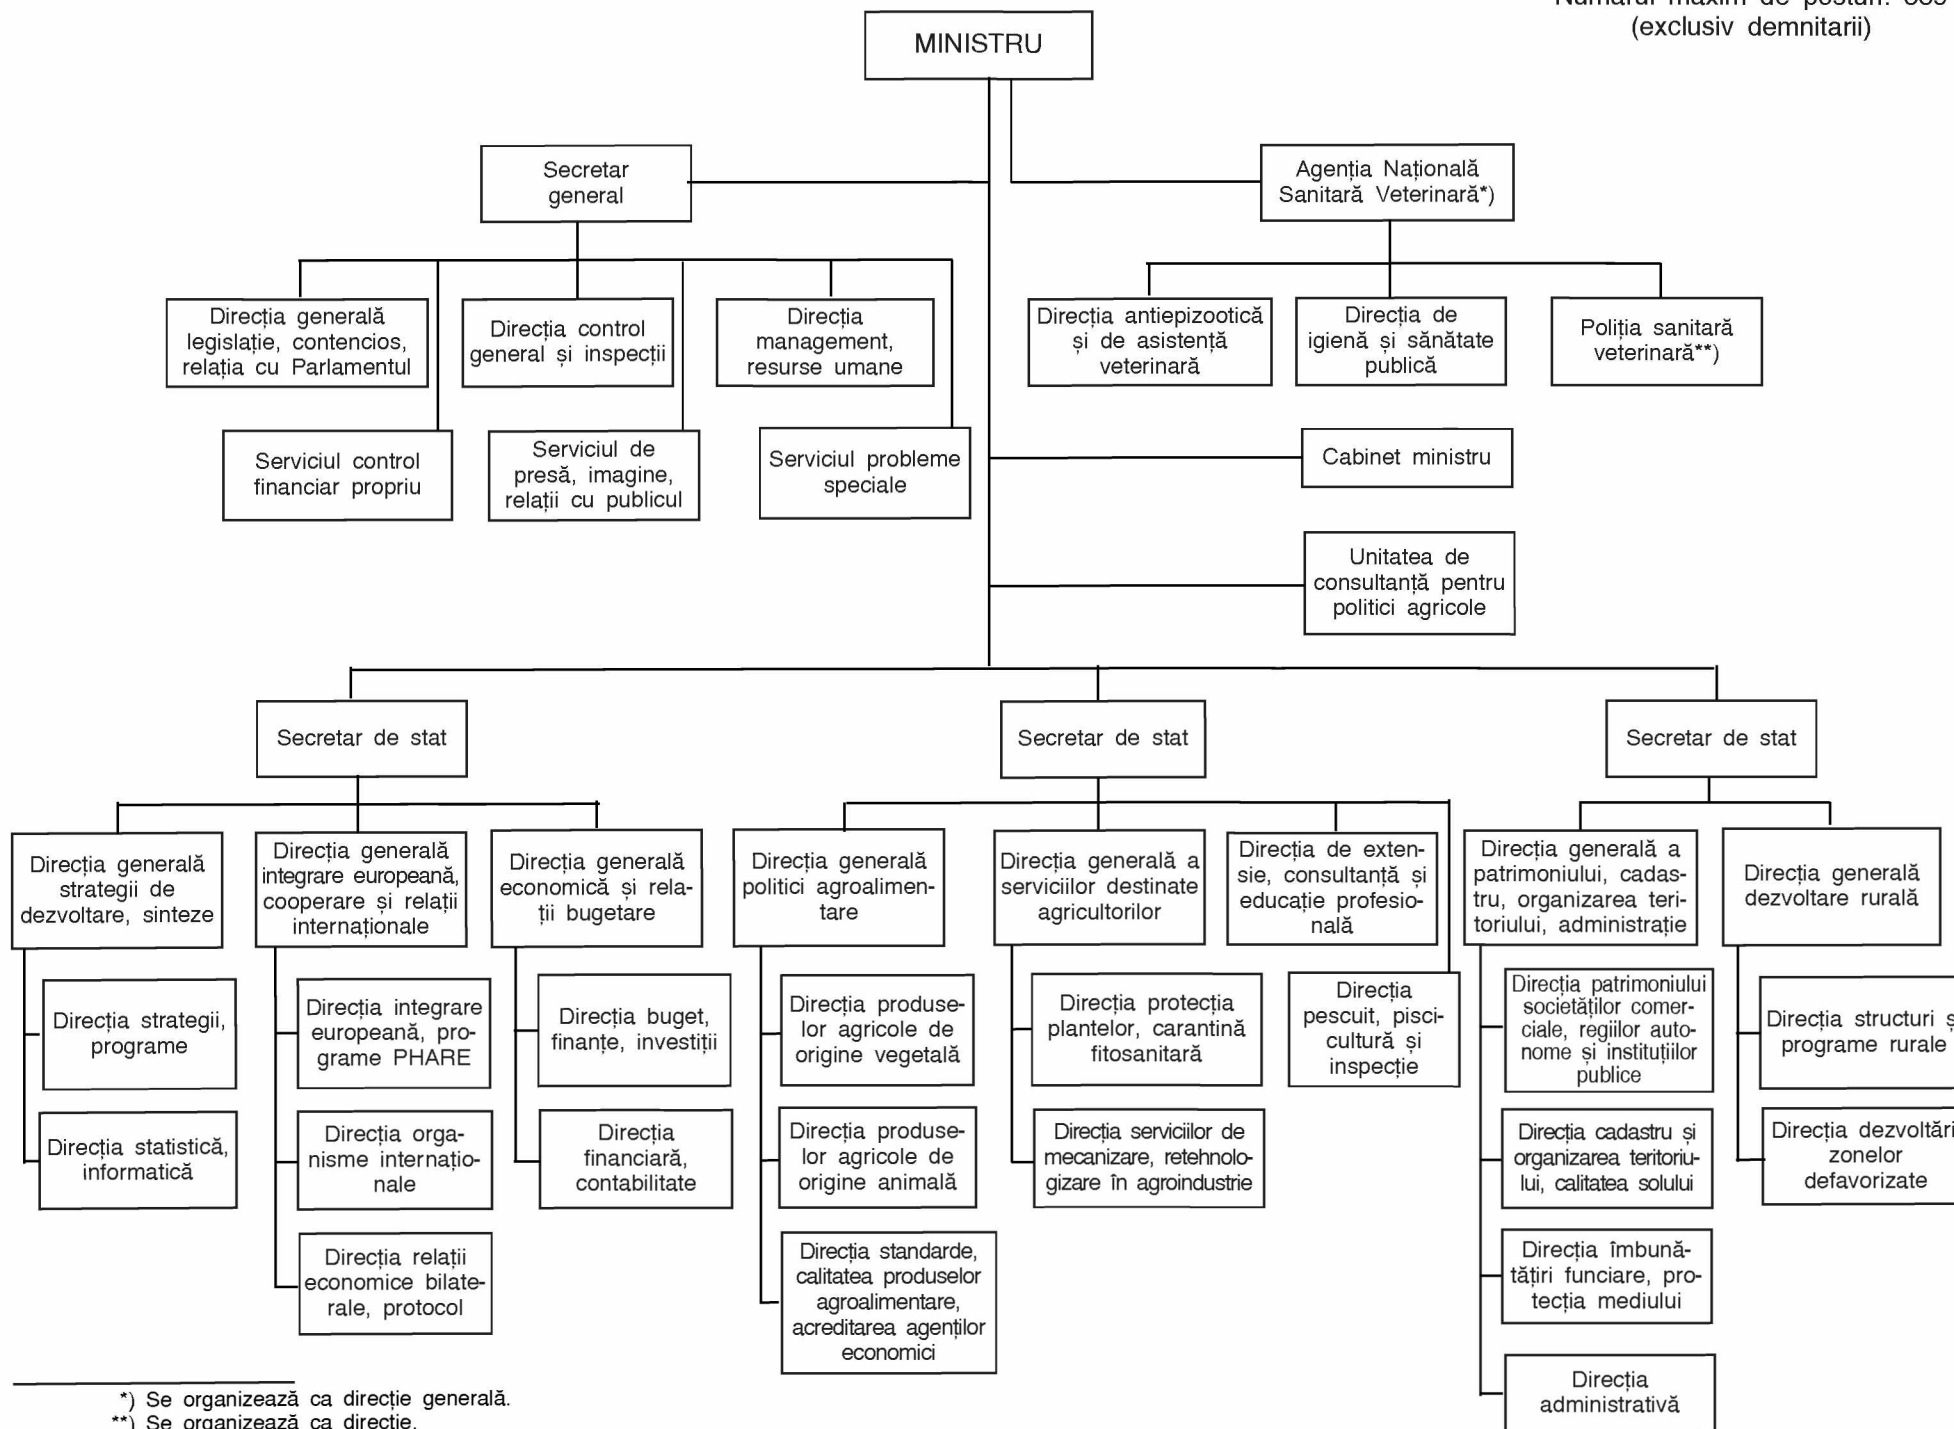 Numărul maxim de posturi:
(exclusiv demnitarii)
MINISTRU
Secretar
general
Agenția Națională
Sanitară Veterinară*)
Direcția generală
legislație, contencios,
relația cu Parlamentul
Direcția control
general și inspecții
Direcția
management,
resurse umane
Direcția antiepizootică
și de asistență
veterinară
Direcția de
igienă și sănătate
publică
Poliția sanitară
veterinară**)
Serviciul control
financiar propriu
Serviciul de
presă, imagine,
relații cu publicul
Serviciul probleme
speciale
Cabinet ministru
Unitatea de
consultanță pentru
politici agricole
Secretar de stat
Secretar de stat
Secretar de stat
Direcția generală
strategii de
dezvoltare, sinteze
Direcția generală
integrare europeană,
cooperare și relații
internaționale
Direcția generală
economică și rela-
ții bugetare
Direcția generală
politici agroalimen-
tare
Direcția generală a
serviciilor destinate
agricultorilor
Direcția de exten-
sie, consultanță și
educație profesio-
nală
Direcția generală a
patrimoniului, cadas-
tru, organizarea teri-
toriului, administrație
Direcția generală
dezvoltare rurală
Direcția strategii,
programe
Direcția integrare
europeană, pro-
grame PHARE
Direcția buget,
finanțe, investiții
Direcția produse-
lor agricole de
origine vegetală
Direcția protecția
plantelor, carantină
fitosanitară
Direcția
pescuit, pisci-
cultură și
inspecție
Direcția patrimoniului
societăților comer-
ciale, regiilor auto-
nome și instituțiilor
publice
Direcția structuri ș
programe rurale
Direcția statistică,
informatică
Direcția orga-
nisme internațio-
nale
Direcția
financiară,
contabilitate
Direcția produse-
lor agricole de
origine animală
Direcția serviciilor de
mecanizare, retehnolo-
gizare în agroindustrie
Direcția cadastru și
organizarea teritoriu-
lui, calitatea solului
Direcția dezvoltări
zonelor
defavorizate
Direcția relații
economice bilate-
rale, protocol
Direcția standarde,
calitatea produselor
agroalimentare,
acreditarea agenților
economici
Direcția îmbună-
tățiri funciare, pro-
tecția mediului
Direcția
administrativă
*) Se organizează ca direcție generală.
**) Se organizează ca direcție.